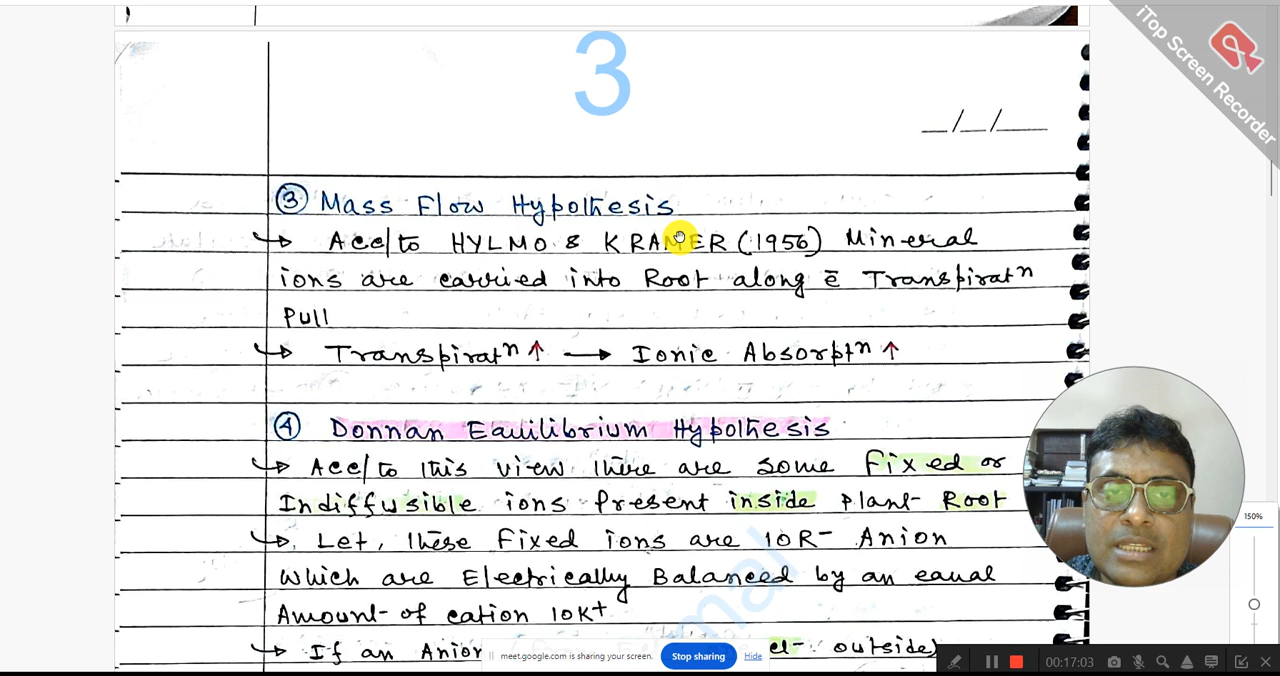 3
iTop Screen Recorder
_/_/_
③ Mass Flow Hypothesis
↳ Acc/to HYLMO & KRAMER (1956) Mineral
ions are carried into Root along c̄ Transpiratⁿ
Pull
↳ Transpiratⁿ ↑ → Ionic Absorptⁿ ↑
④ Donnan Equilibrium Hypothesis
↳ Acc/to this view there are some fixed or
Indiffusible ions Present inside Plant Root
↳ Let, these fixed ions are 10R- Anion
Which are Electrically Balanced by an equal
Amount of cation 10K+
↳ If an Anion outside)
meet.google.com is sharing your screen. Stop sharing Hide
150%
00:17:03